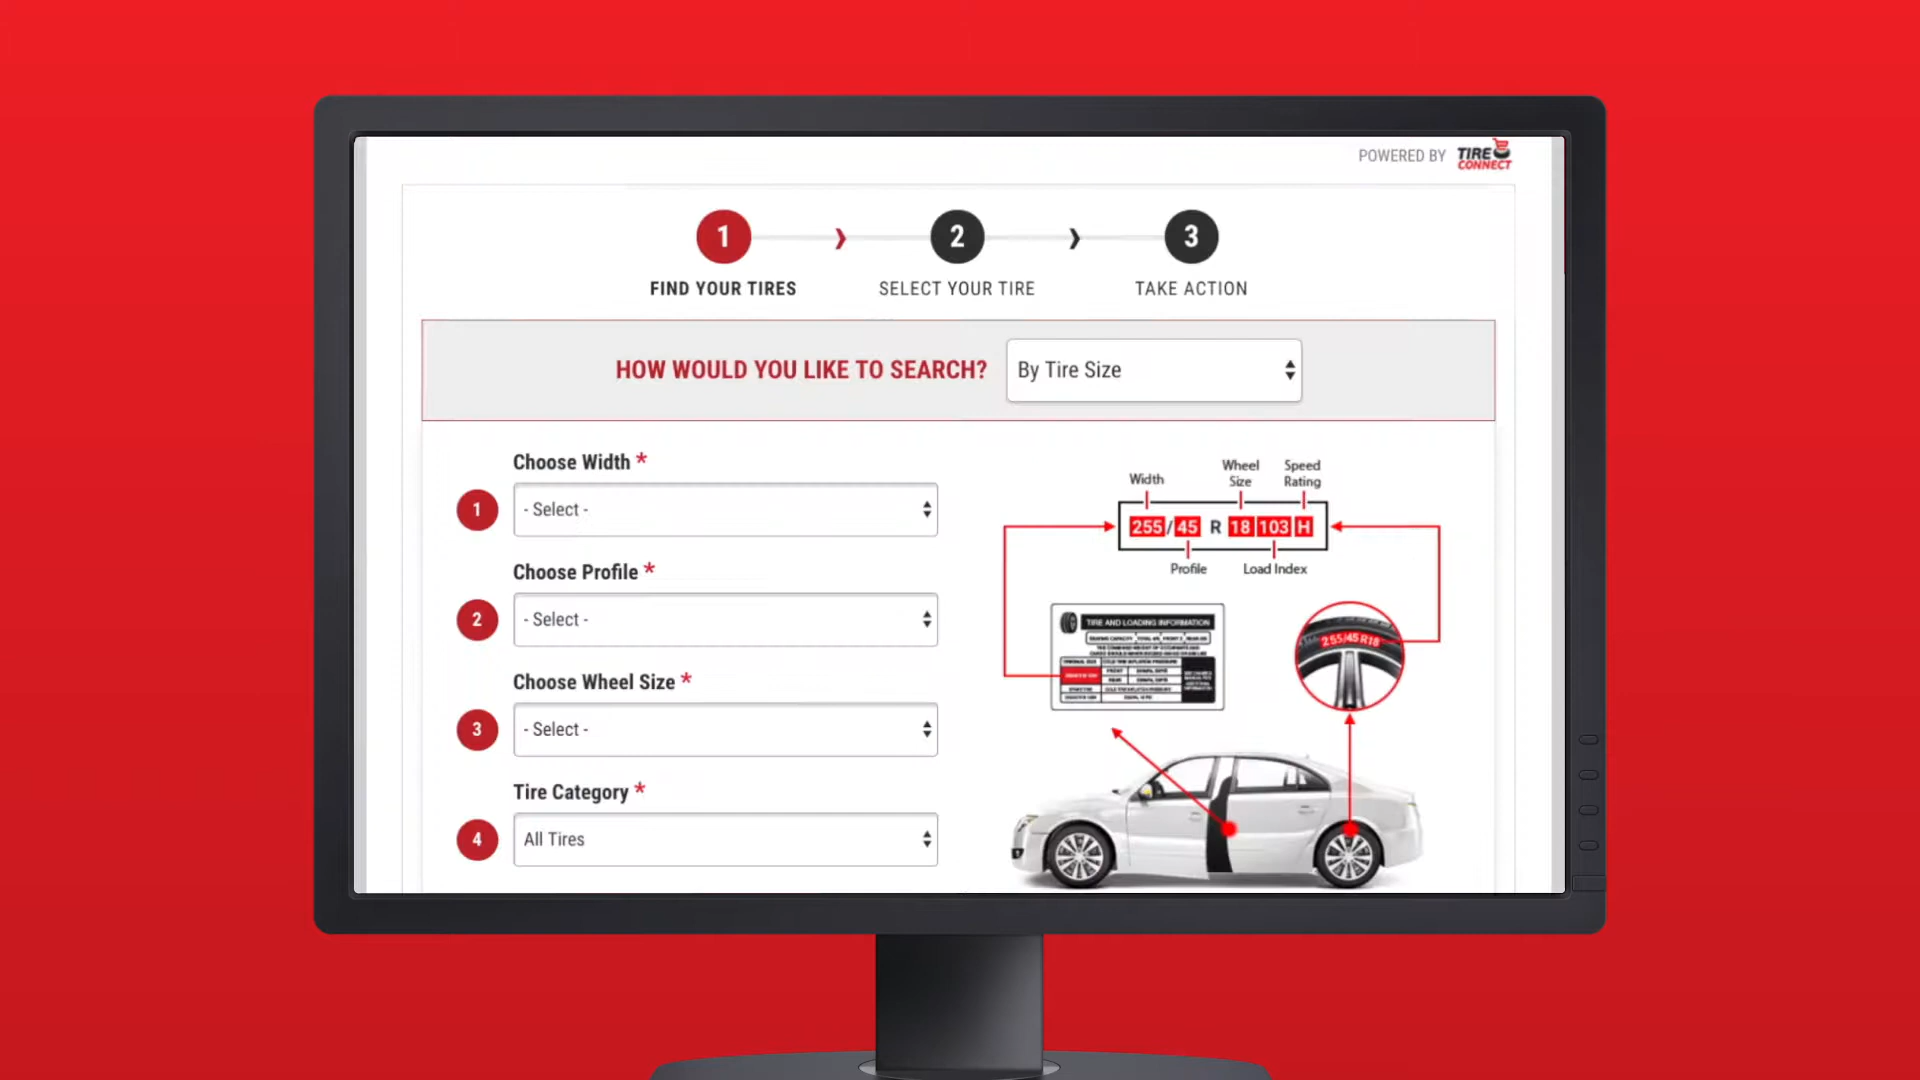 POWERED BY TIRE CONNECT
1 2 3
FIND YOUR TIRES SELECT YOUR TIRE TAKE ACTION
HOW WOULD YOU LIKE TO SEARCH? By Tire Size
Choose Width *
1 - Select -
Choose Profile *
2 - Select -
Choose Wheel Size *
3 - Select -
Tire Category *
4 All Tires
Width Wheel Size Speed Rating
255/45 R 18 103 H
Profile Load Index
TIRE AND LOADING INFORMATION
255/45 R18